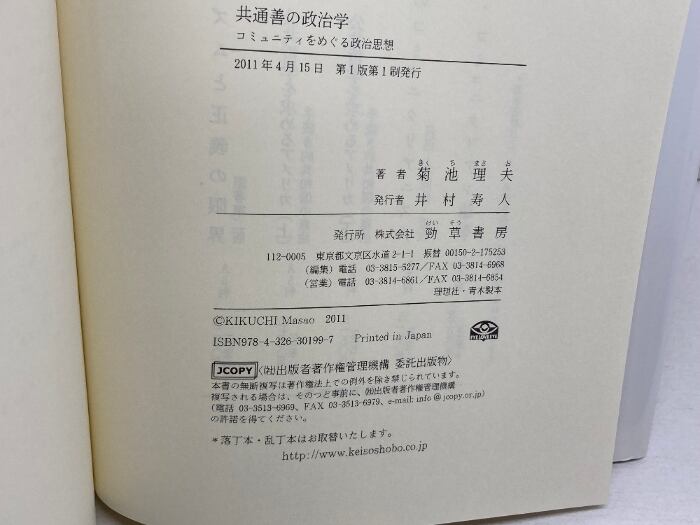 共通善の政治学
コミュニティをめぐる政治思想
2011年4月15日 第1版第1刷発行
きく ち まさ お
著者 菊池理夫
発行者 井村寿人
けい そう
発行所 株式会社 勁草書房
112-0005 東京都文京区水道2-1-1 振替 00150-2-175253
(編集) 電話 03-3815-5277/FAX 03-3814-6968
(営業) 電話 03-3814-6861/FAX 03-3814-6854
理想社・青木製本
©KIKUCHI Masao 2011
ISBN978-4-326-30199-7 Printed in Japan
JCOPY 〈㈳出版者著作権管理機構 委託出版物〉
本書の無断複写は著作権法上での例外を除き禁じられています。
複写される場合は、そのつど事前に、㈳出版者著作権管理機構
(電話 03-3513-6969、FAX 03-3513-6979、e-mail: info@jcopy.or.jp)
の許諾を得てください。
*落丁本・乱丁本はお取替いたします。
http://www.keisoshobo.co.jp